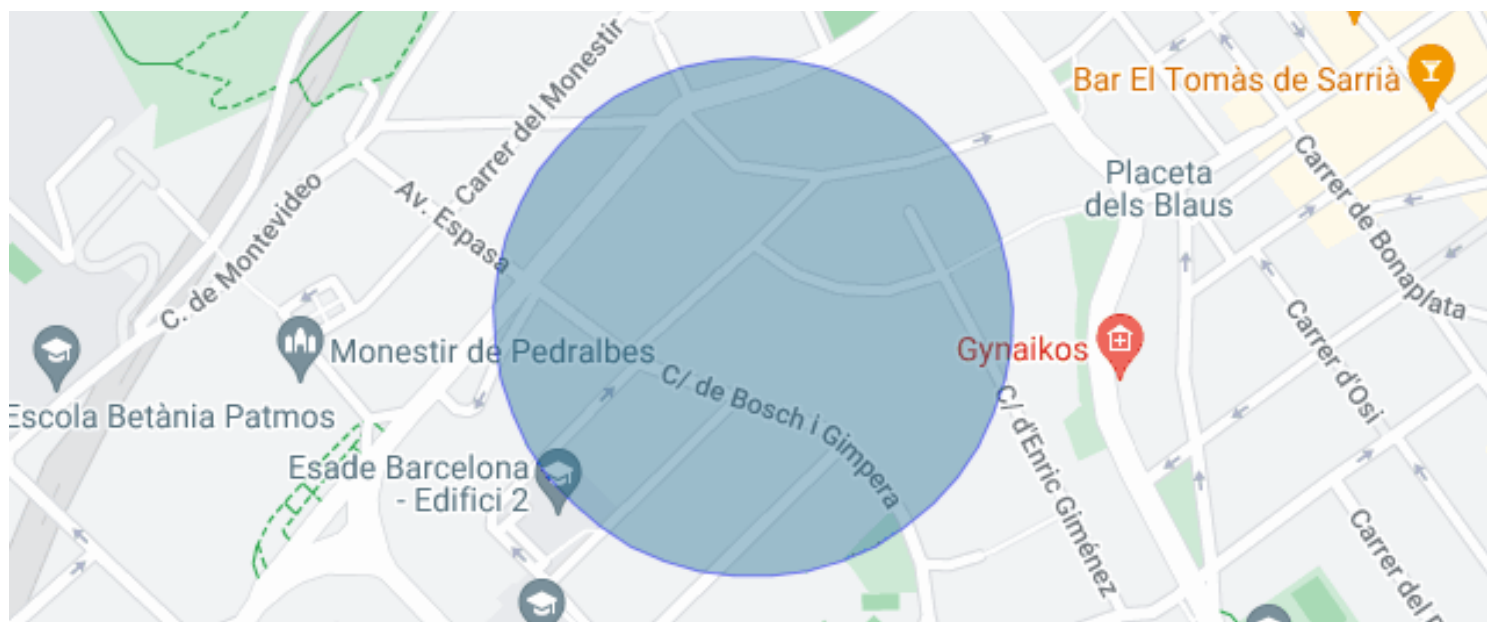 Bar El Tomàs de Sarrià
Carrer del Monestir
Placeta
dels Blaus
Carrer de Bonaplata
Av. Espasa
C. de Montevideo
Monestir de Pedralbes
Gynaikos
Carrer d'Osi
Escola Betània Patmos
C/ de Bosch i Gimpera
C/ d'Enric Giménez
Esade Barcelona
- Edifici 2
Carrer del